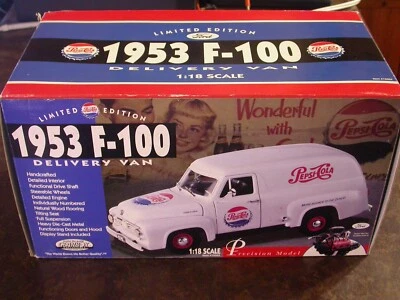 LIMITED EDITION
Ford
Pepsi-Cola
1953 F-100
DELIVERY VAN
1:18 SCALE
LIMITED EDITION
1953 F-100
DELIVERY VAN
Wonderful
with
PEPSI-COLA
Handcrafted
Detailed Interior
Functional Drive Shaft
Steerable Wheels
Detailed Engine
Individually Numbered
Natural Wood Flooring
Tilting Seat
Full Suspension
Heavy Die-Cast Metal
Functioning Doors and Hood
Display Stand Included
PEPSI-COLA
Pepsi-Cola
1:18 SCALE
Precision Model